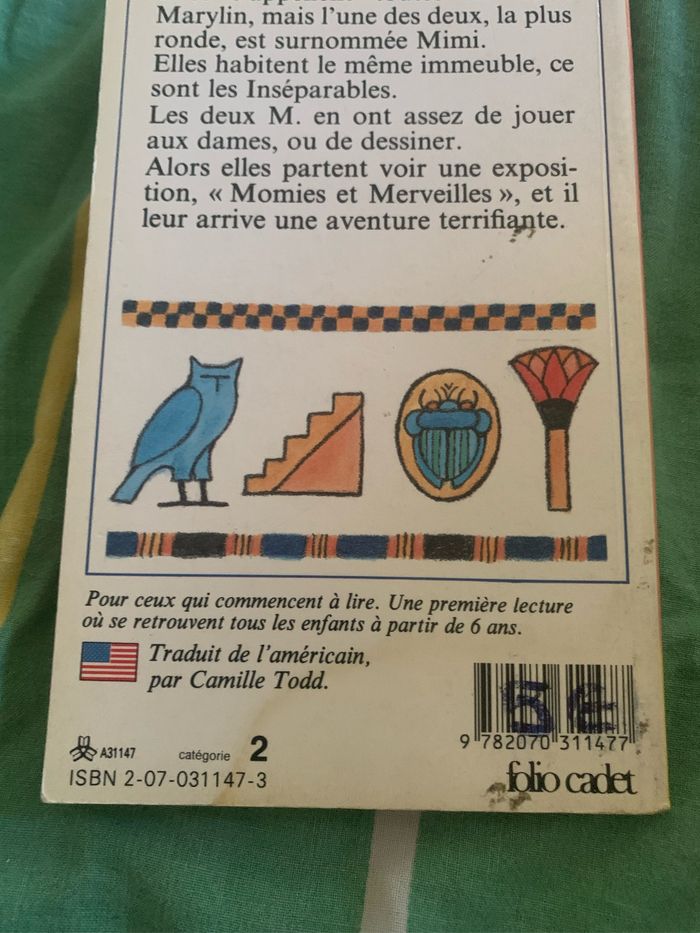 Marylin, mais l'une des deux, la plus
ronde, est surnommée Mimi.
Elles habitent le même immeuble, ce
sont les Inséparables.
Les deux M. en ont assez de jouer
aux dames, ou de dessiner.
Alors elles partent voir une exposi-
tion, « Momies et Merveilles », et il
leur arrive une aventure terrifiante.
Pour ceux qui commencent à lire. Une première lecture
où se retrouvent tous les enfants à partir de 6 ans.
Traduit de l'américain,
par Camille Todd.
A31147 catégorie 2
ISBN 2-07-031147-3
9 782070 311477
folio cadet